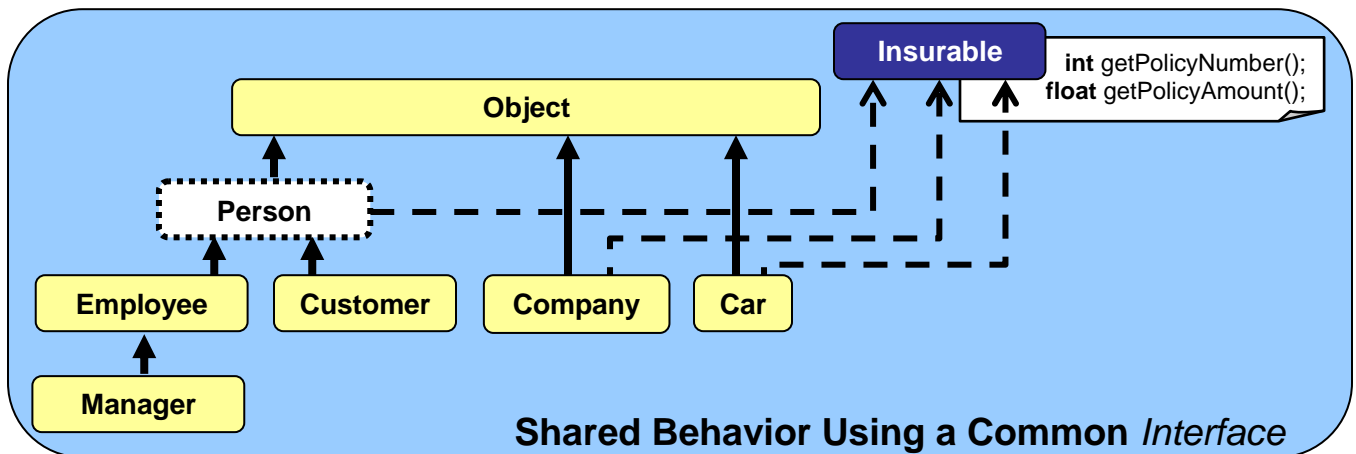 Insurable
int getPolicyNumber();
float getPolicyAmount();
Object
Person
Employee
Customer
Company
Car
Manager
Shared Behavior Using a Common Interface